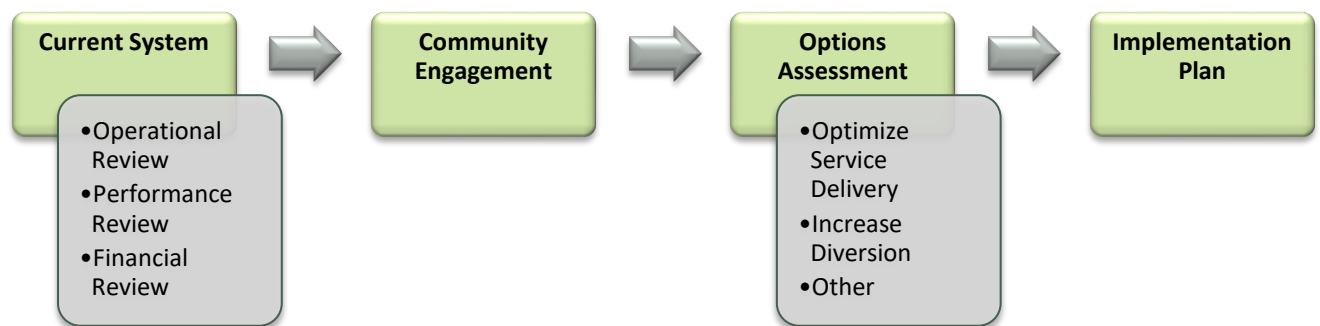 Current System
•Operational
Review
•Performance
Review
•Financial
Review
Community
Engagement
Options
Assessment
•Optimize
Service
Delivery
•Increase
Diversion
•Other
Implementation
Plan